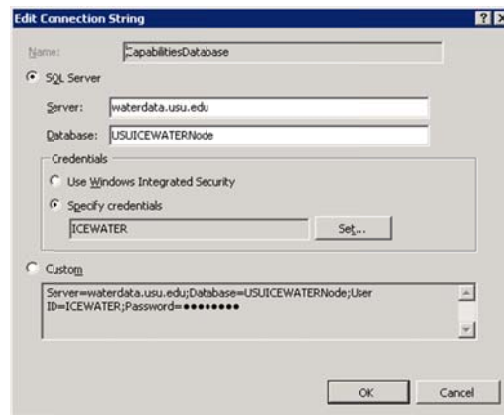 Edit Connection String
Name: CapabilitiesDatabase
SQL Server
Server: waterdata.usu.edu
Database: USUICEWATERNode
Credentials
Use Windows Integrated Security
Specify credentials
ICEWATER Set...
Custom
Server=waterdata.usu.edu;Database=USUICEWATERNode;User
ID=ICEWATER;Password=●●●●●●●●
OK Cancel